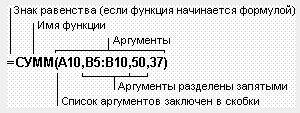 Знак равенства (если функция начинается формулой)
Имя функции
Аргументы
=СУММ(A10,B5:B10,50,37)
Аргументы разделены запятыми
Список аргументов заключен в скобки